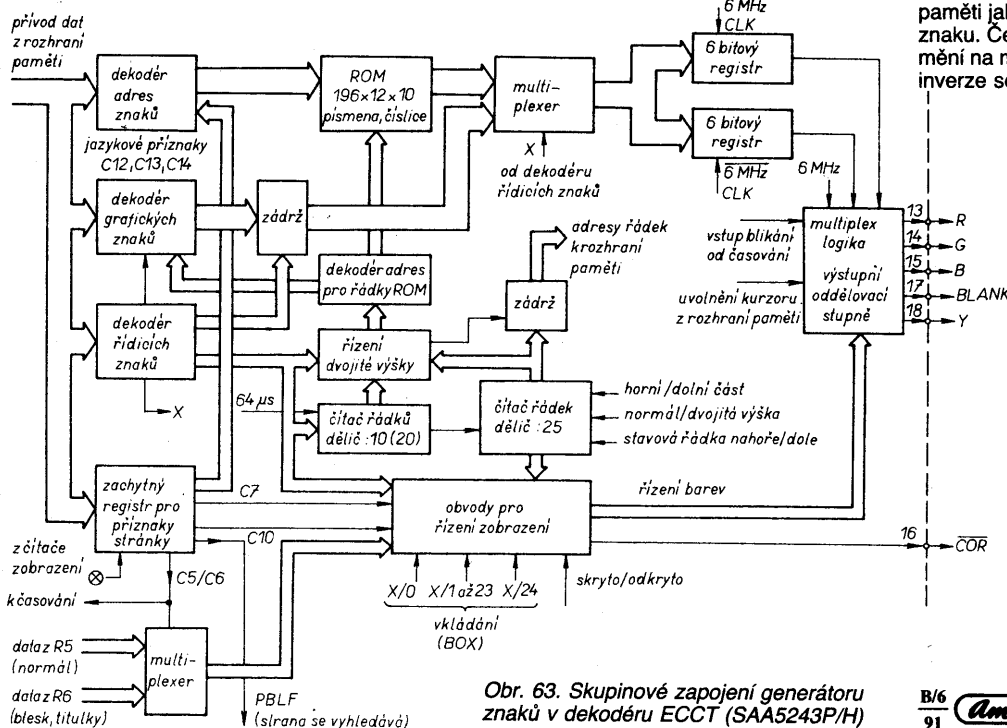 přívod dat
z rozhraní
paměti
dekodér
adres
znaků
jazykové příznaky
C12, C13, C14
ROM
196×12×10
písmena, číslice
multi-
plexer
X
od dekodéru
řídicích znaků
6 MHz
CLK
6 bitový
registr
6 bitový
registr
6 MHz
CLK
6 MHz
paměti jak
znaku. Če
mění na n
inverze se
dekodér
grafických
znaků
zádrž
dekodér adres
pro řádky ROM
adresy řádek
k rozhraní
paměti
zádrž
vstup blikání
od časování
uvolnění kurzoru
z rozhraní paměti
multiplex
logika
výstupní
oddělovací
stupně
13 R
14 G
15 B
17 BLANK
18 Y
dekodér
řídicích
znaků
X
řízení
dvojité výšky
64 µs
čítač řádků
dělič :10(20)
čítač řádek
dělič :25
horní/dolní část
normál/dvojitá výška
stavová řádka nahoře/dole
zachytný
registr pro
příznaky
stránky
C7
C10
obvody pro
řízení zobrazení
řízení barev
16 COR
z čítače
zobrazení
C5/C6
k časování
X/0 X/1 až 23 X/24
vkládání
(BOX)
skryto/odkryto
data z R5
(normál)
data z R6
(blesk, titulky)
multi-
plexer
PBLF
(strana se vyhledává)
Obr. 63. Skupinové zapojení generátoru
znaků v dekodéru ECCT (SAA5243P/H)
B/6
91